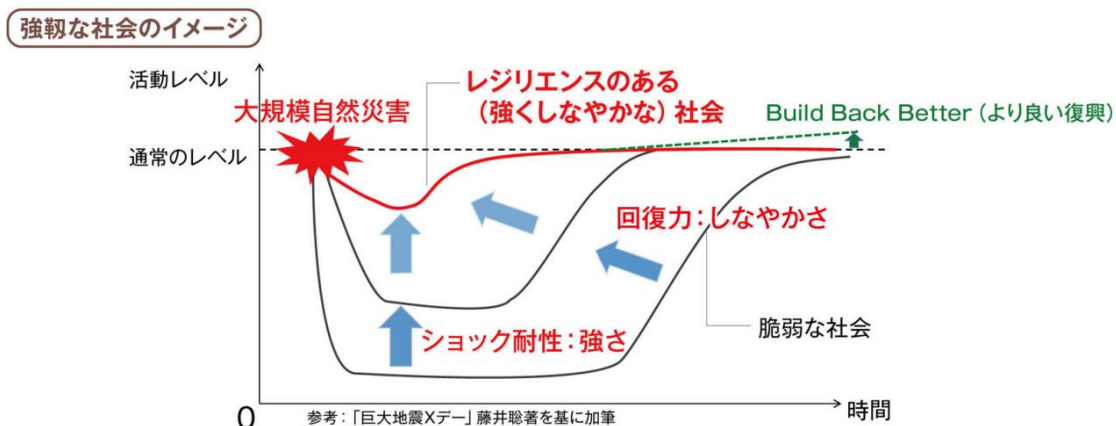 強靱な社会のイメージ
活動レベル
大規模自然災害
レジリエンスのある
(強くしなやかな)社会
Build Back Better(より良い復興)
通常のレベル
回復力:しなやかさ
ショック耐性:強さ
脆弱な社会
0
参考:「巨大地震Xデー」藤井聡著を基に加筆
時間